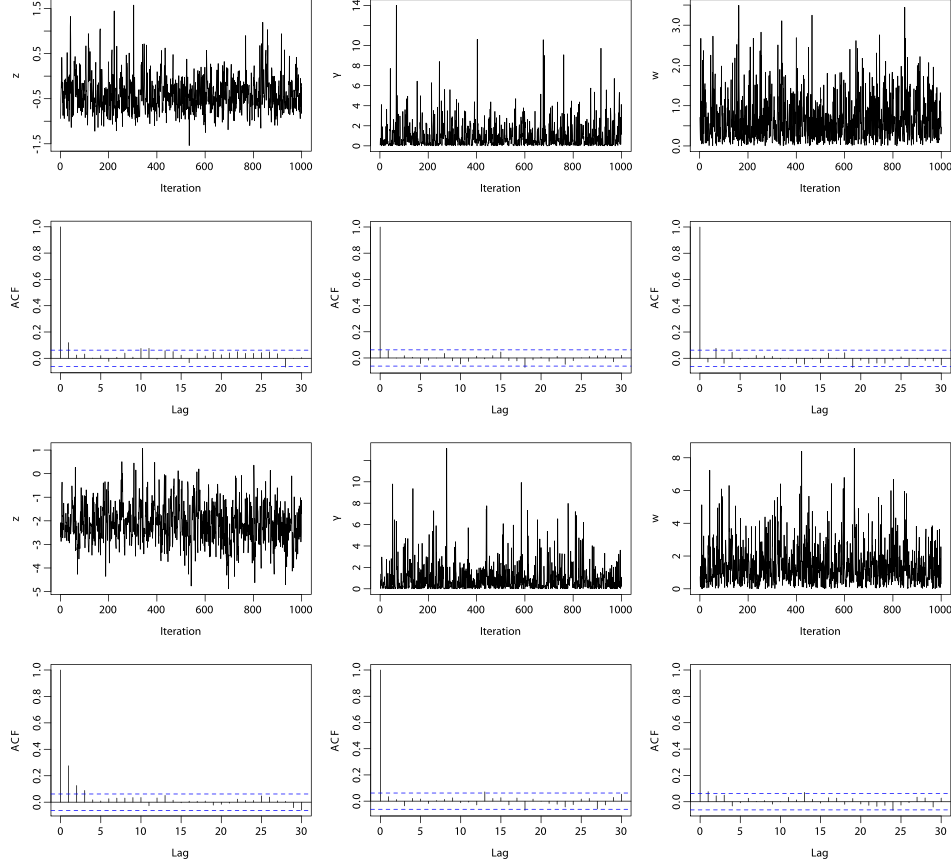 z
-1.5 -0.5 0.5 1.5
0 200 400 600 800 1000
Iteration
γ
0 2 4 6 8 10 14
0 200 400 600 800 1000
Iteration
w
0.0 1.0 2.0 3.0
0 200 400 600 800 1000
Iteration
ACF
0.0 0.2 0.4 0.6 0.8 1.0
0 5 10 15 20 25 30
Lag
ACF
0.0 0.2 0.4 0.6 0.8 1.0
0 5 10 15 20 25 30
Lag
ACF
0.0 0.2 0.4 0.6 0.8 1.0
0 5 10 15 20 25 30
Lag
z
-5 -4 -3 -2 -1 0 1
0 200 400 600 800 1000
Iteration
γ
0 2 4 6 8 10
0 200 400 600 800 1000
Iteration
w
0 2 4 6 8
0 200 400 600 800 1000
Iteration
ACF
0.0 0.2 0.4 0.6 0.8 1.0
0 5 10 15 20 25 30
Lag
ACF
0.0 0.2 0.4 0.6 0.8 1.0
0 5 10 15 20 25 30
Lag
ACF
0.0 0.2 0.4 0.6 0.8 1.0
0 5 10 15 20 25 30
Lag